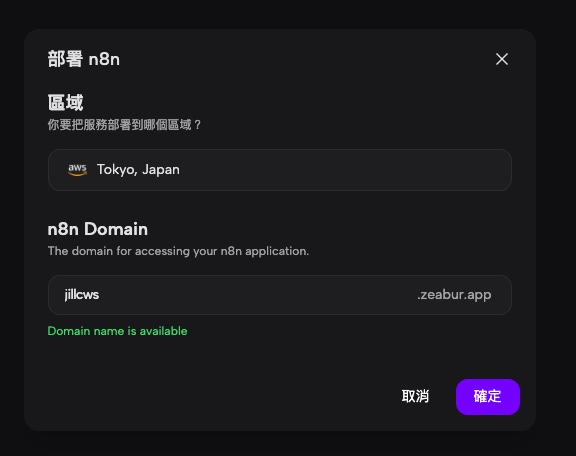 部署 n8n
區域
你要把服務部署到哪個區域？
aws Tokyo, Japan
n8n Domain
The domain for accessing your n8n application.
jillcws .zeabur.app
Domain name is available
取消 確定